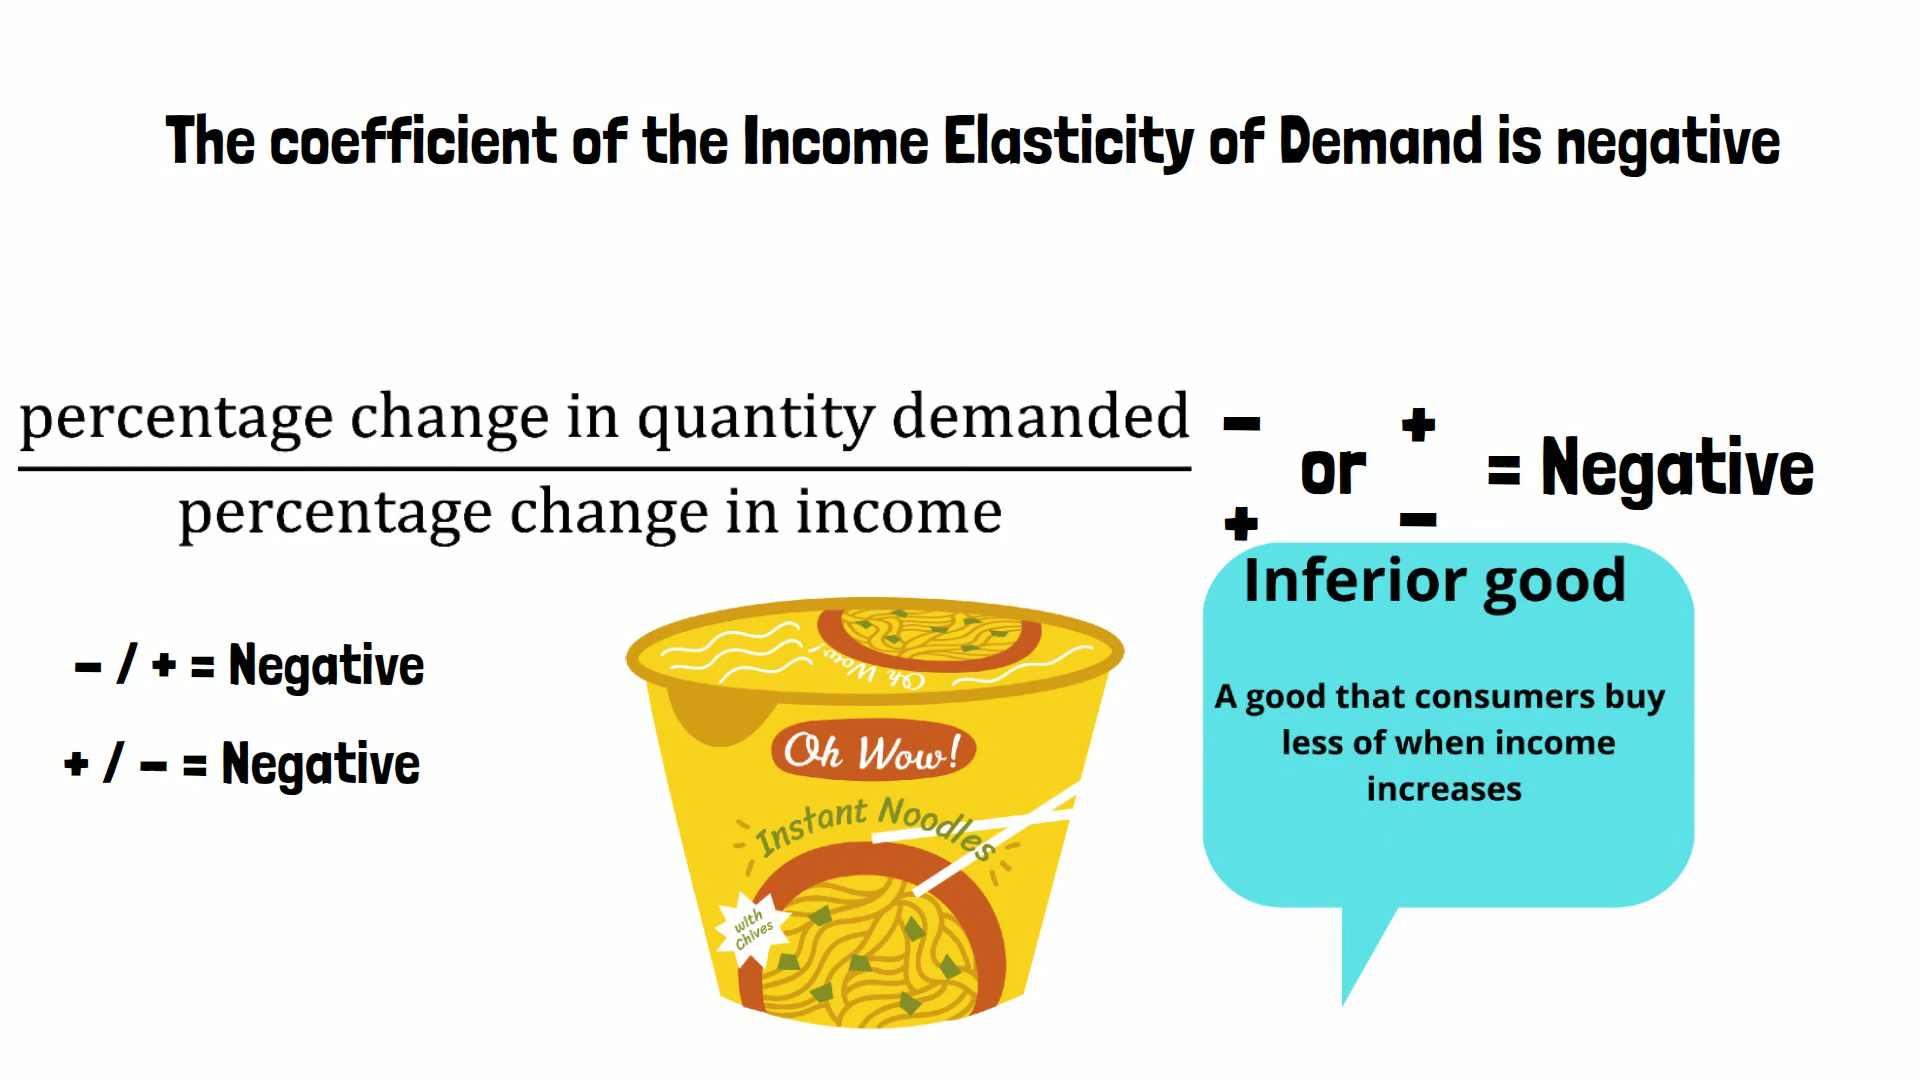 The coefficient of the Income Elasticity of Demand is negative
percentage change in quantity demanded
percentage change in income
– or + = Negative
+ –
– / + = Negative
+ / – = Negative
Oh Wow!
Oh Wow!
Instant Noodles
with
Chives
Inferior good
A good that consumers buy
less of when income
increases